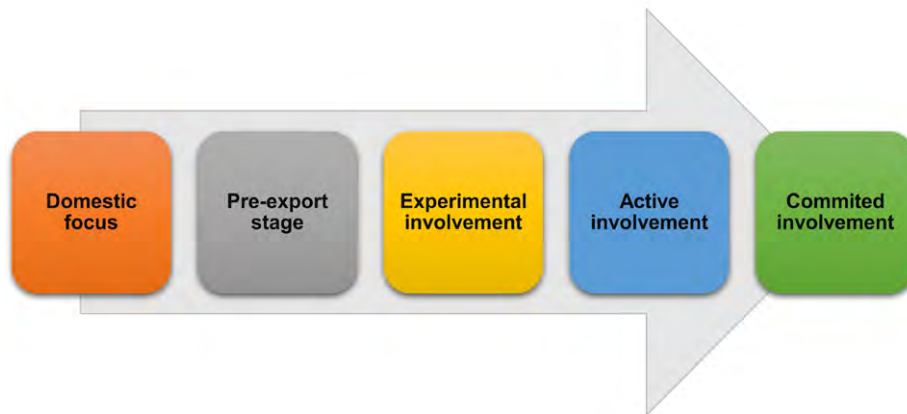 Domestic
focus
Pre-export
stage
Experimental
involvement
Active
involvement
Commited
involvement